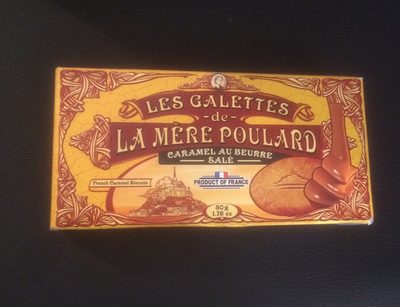 LES GALETTES
-de-
LA MÈRE POULARD
CARAMEL AU BEURRE
SALÉ
French Caramel Biscuits
PRODUCT OF FRANCE
50 g
1.76 oz